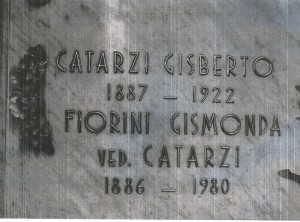 CATARZI GISBERTO
1887 - 1922
FIORINI GISMONDA
VED. CATARZI
1886 - 1980